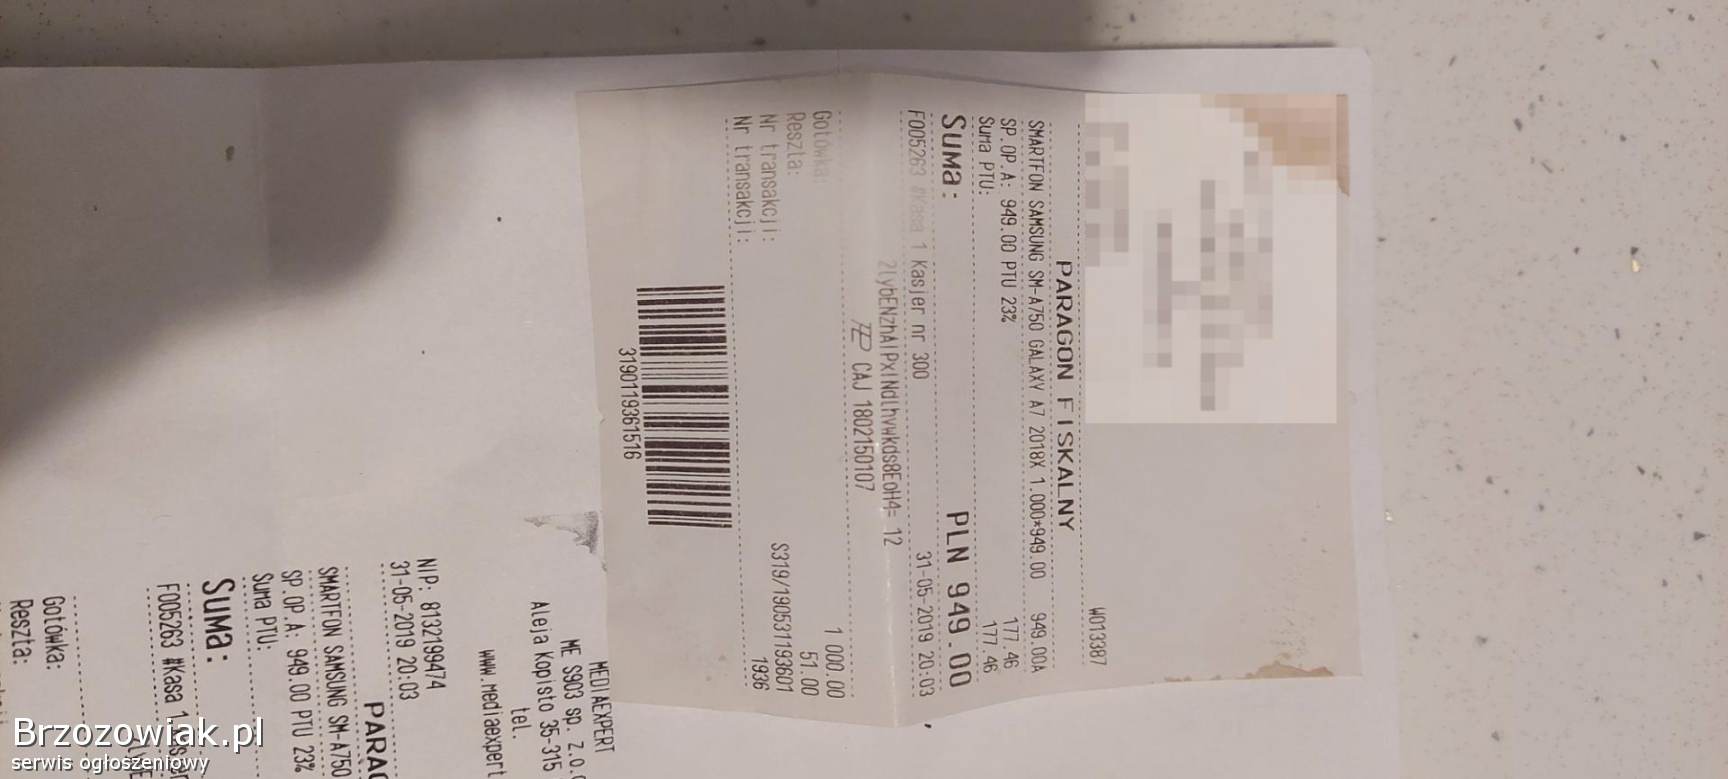 W013387
PARAGON FISKALNY
SMARTFON SAMSUNG SM-A750 GALAXY A7 2018X 1.000*949.00 949.00A
SP.OP.A: 949.00 PTU 23% 177.46
Suma PTU: 177.46
SUMA: PLN 949.00
F005263 #Kasa 1 Kasjer nr 300 31-05-2019 20:03
CAJ 1802150107
Gotówka: 1 000.00
Reszta: 51.00
Nr transakcji: S319/190531193601
Nr transakcji: 1936
3190119361516
MEDIAEXPERT
ME S903 sp. z.o.
Aleja Kopisto 35-315
tel.
www.mediaexpert
NIP: 8132199474
31-05-2019 20:03
PARAG
SMARTFON SAMSUNG SM-A750
SP.OP.A: 949.00 PTU 23%
Suma PTU:
SUMA:
F005263 #Kasa 1
Gotówka:
Reszta:
Brzozowiak.pl
serwis ogłoszeniowy